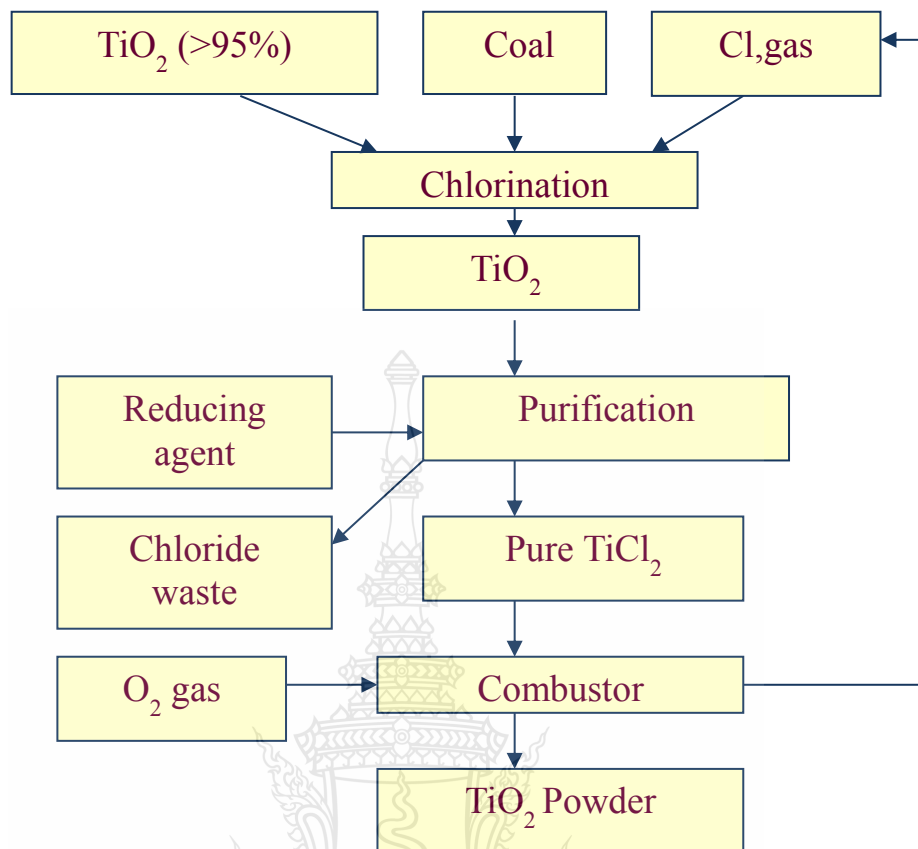 TiO₂ (>95%)
Coal
Cl,gas
Chlorination
TiO₂
Reducing
agent
Purification
Chloride
waste
Pure TiCl₂
O₂ gas
Combustor
TiO₂ Powder